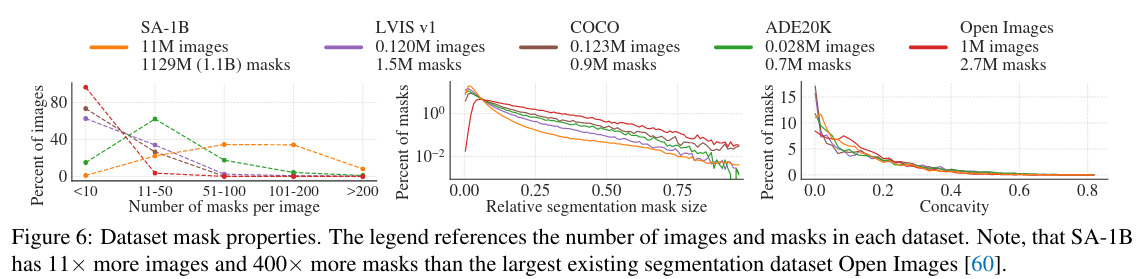 SA-1B
11M images
1129M (1.1B) masks
LVIS v1
0.120M images
1.5M masks
COCO
0.123M images
0.9M masks
ADE20K
0.028M images
0.7M masks
Open Images
1M images
2.7M masks
Percent of images
80
40
0
<10
11-50
51-100
101-200
>200
Number of masks per image
Percent of masks
10⁰
10⁻²
0.00
0.25
0.50
0.75
Relative segmentation mask size
Percent of masks
15
10
5
0
0.0
0.2
0.4
0.6
0.8
Concavity
Figure 6: Dataset mask properties. The legend references the number of images and masks in each dataset. Note, that SA-1B
has 11× more images and 400× more masks than the largest existing segmentation dataset Open Images [60].